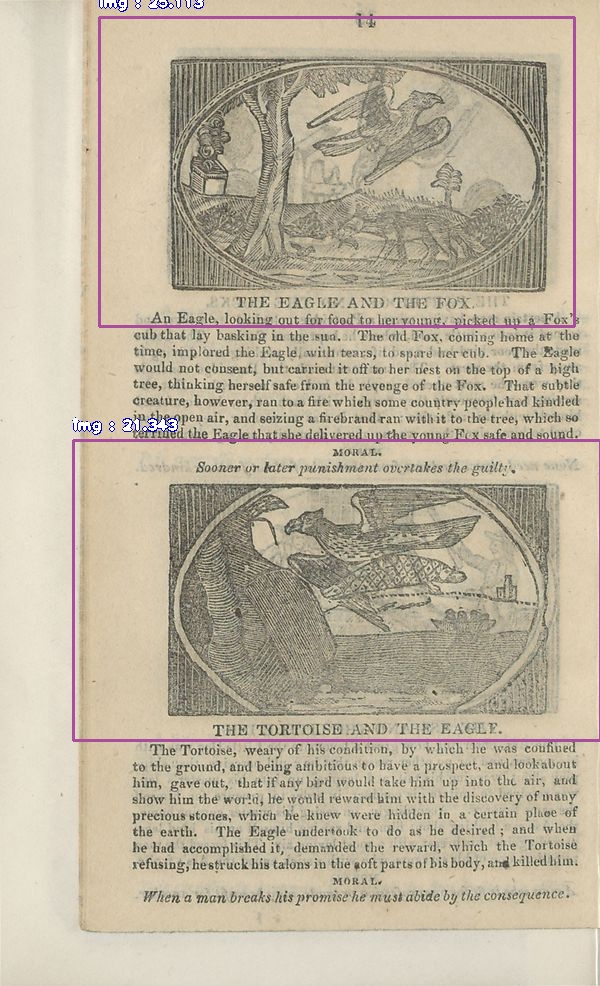 img : 25.113
14
THE EAGLE AND THE FOX.
An Eagle, looking out for food to her young, picked up a Fox's
cub that lay basking in the sun. The old Fox, coming home at the
time, implored the Eagle, with tears, to spare her cub. The Eagle
would not consent, but carried it off to her nest on the top of a high
tree, thinking herself safe from the revenge of the Fox. That subtle
creature, however, ran to a fire which some country people had kindled
in the open air, and seizing a firebrand ran with it to the tree, which so
terrified the Eagle that she delivered up the young Fox safe and sound.
img : 21.343
MORAL.
Sooner or later punishment overtakes the guilty.
THE TORTOISE AND THE EAGLE.
The Tortoise, weary of his condition, by which he was confined
to the ground, and being ambitious to have a prospect, and look about
him, gave out, that if any bird would take him up into the air, and
show him the world, he would reward him with the discovery of many
precious stones, which he knew were hidden in a certain place of
the earth. The Eagle undertook to do as he desired ; and when
he had accomplished it, demanded the reward, which the Tortoise
refusing, he struck his talons in the soft parts of his body, and killed him.
MORAL.
When a man breaks his promise he must abide by the consequence.